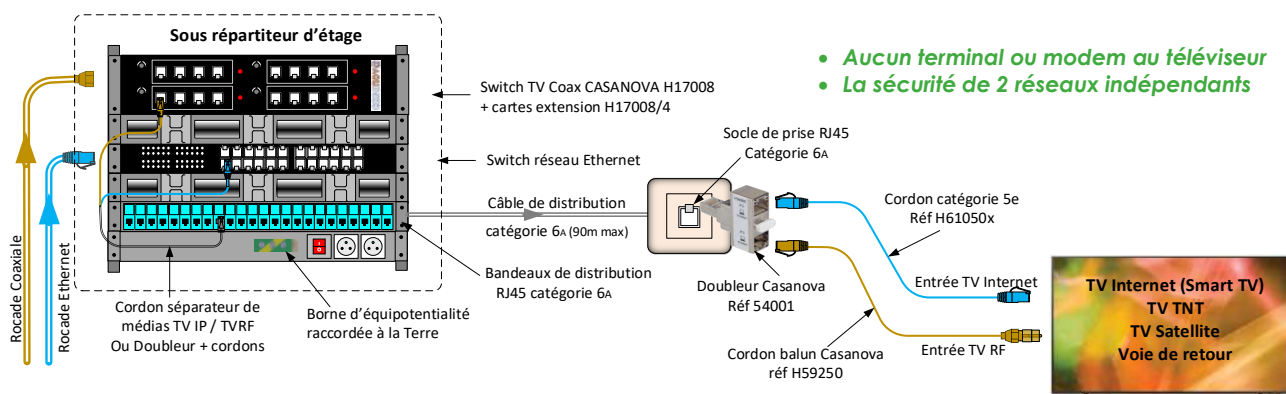 Sous répartiteur d'étage
Switch TV Coax CASANOVA H17008
+ cartes extension H17008/4
Switch réseau Ethernet
Câble de distribution
catégorie 6A (90m max)
Bandeaux de distribution
RJ45 catégorie 6A
Rocade Coaxiale
Rocade Ethernet
Cordon séparateur de
médias TV IP / TVRF
Ou Doubleur + cordons
Borne d'équipotentialité
raccordée à la Terre
• Aucun terminal ou modem au téléviseur
• La sécurité de 2 réseaux indépendants
Socle de prise RJ45
Catégorie 6A
Doubleur Casanova
Réf 54001
Cordon catégorie 5e
Réf H61050x
Entrée TV Internet
Entrée TV RF
Cordon balun Casanova
réf H59250
TV Internet (Smart TV)
TV TNT
TV Satellite
Voie de retour